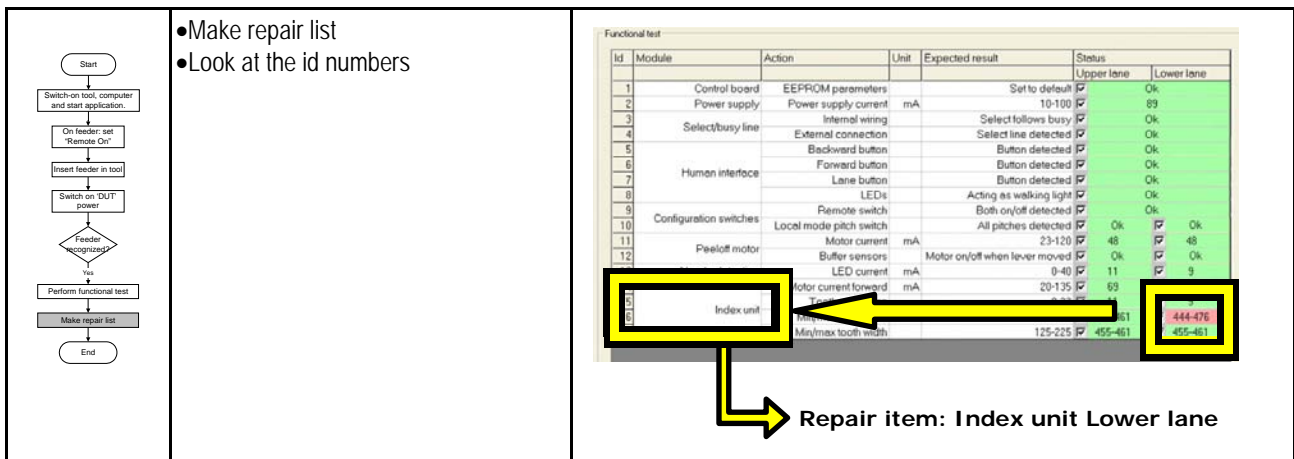 Start
Switch-on tool, computer
and start application.
On feeder: set
"Remote On"
Insert feeder in tool
Switch on 'DUT'
power
Feeder
recognized?
Yes
Perform functional test
Make repair list
End
•Make repair list
•Look at the id numbers
Functional test
Id Module Action Unit Expected result Status
Upper lane Lower lane
1 Control board EEPROM parameters Set to default Ok
2 Power supply Power supply current mA 10-100 89
3 Select/busy line Internal wiring Select follows busy Ok
4 External connection Select line detected Ok
5 Human interface Backward button Button detected Ok
6 Forward button Button detected Ok
7 Lane button Button detected Ok
8 LEDs Acting as walking light Ok
9 Configuration switches Remote switch Both on/off detected Ok
10 Local mode pitch switch All pitches detected Ok Ok
11 Peeloff motor Motor current mA 23-120 48 48
12 Buffer sensors Motor on/off when lever moved Ok Ok
LED current mA 0-40 11 9
Motor current forward mA 20-135 69
5
6 Index unit 461 444-476
Min/max tooth width 125-225 455-461 455-461
Repair item: Index unit Lower lane